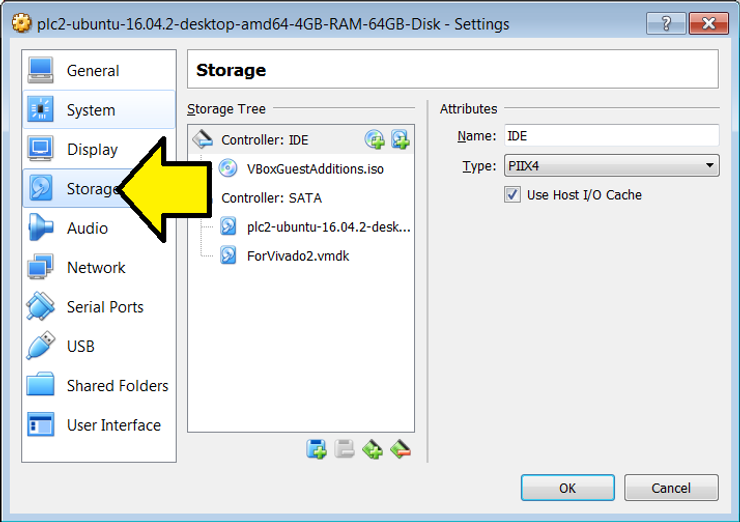 plc2-ubuntu-16.04.2-desktop-amd64-4GB-RAM-64GB-Disk - Settings
?
General
System
Display
Storage
Audio
Network
Serial Ports
USB
Shared Folders
User Interface
Storage
Storage Tree
Controller: IDE
VBoxGuestAdditions.iso
Controller: SATA
plc2-ubuntu-16.04.2-desk...
ForVivado2.vmdk
Attributes
Name: IDE
Type: PIIX4
Use Host I/O Cache
OK
Cancel